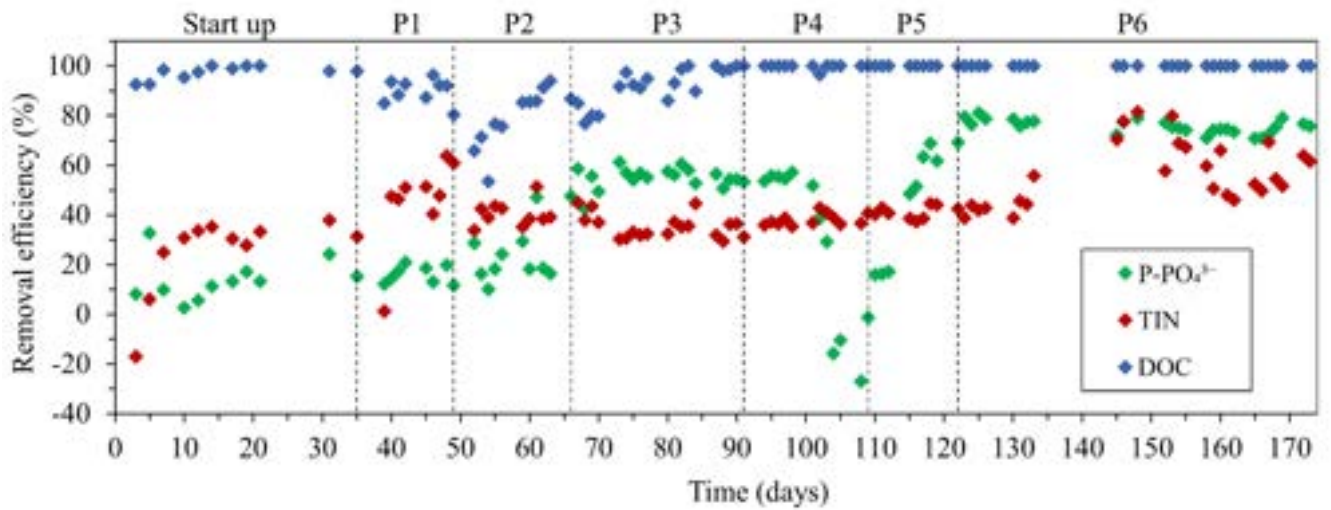 Start up P1 P2 P3 P4 P5 P6
Removal efficiency (%)
100
80
60
40
20
0
-20
-40
P-PO₄³⁻
TIN
DOC
0 10 20 30 40 50 60 70 80 90 100 110 120 130 140 150 160 170
Time (days)